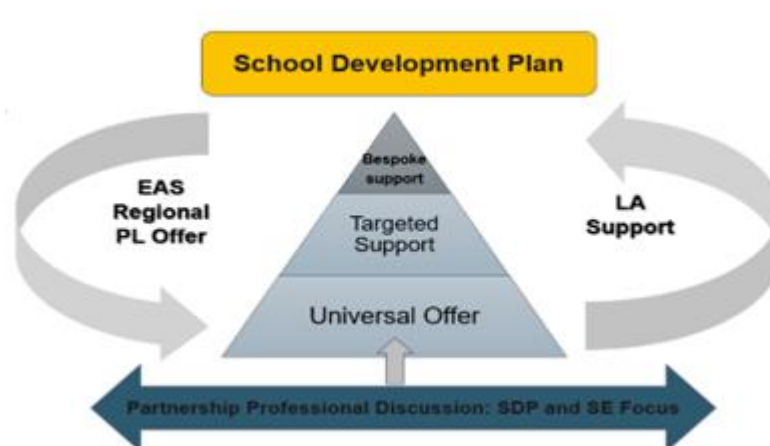 School Development Plan
Bespoke
support
EAS
Regional
PL Offer
Targeted
Support
LA
Support
Universal Offer
Partnership Professional Discussion: SDP and SE Focus